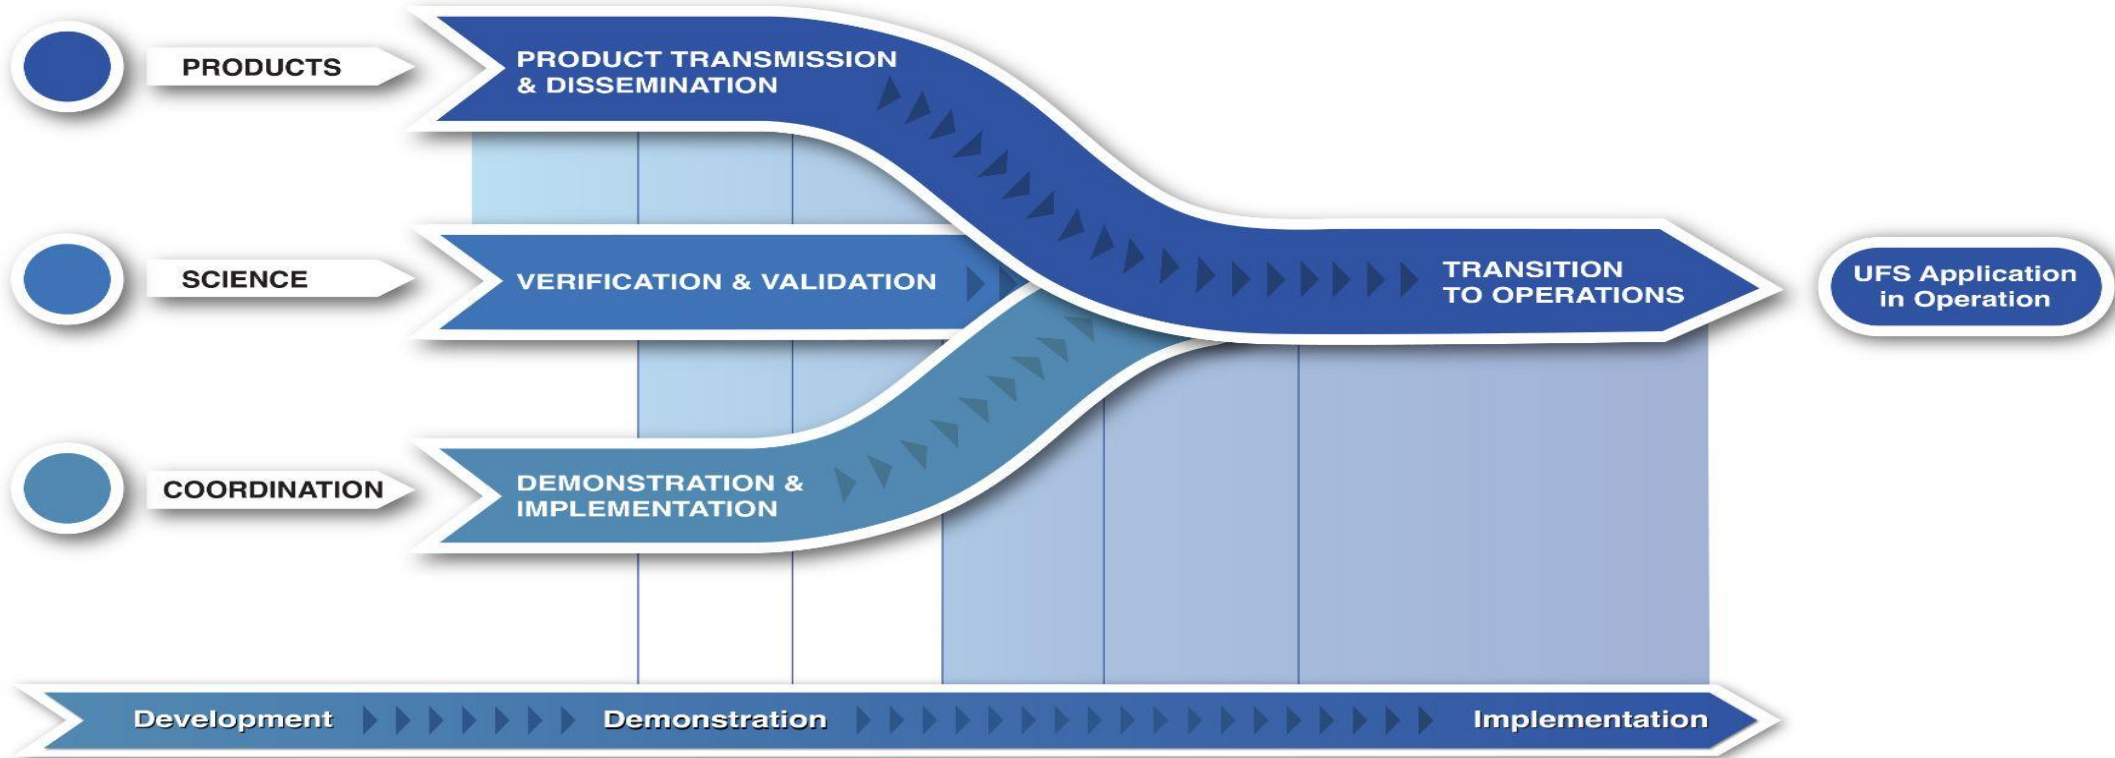 PRODUCTS
PRODUCT TRANSMISSION
& DISSEMINATION
SCIENCE
VERIFICATION & VALIDATION
TRANSITION
TO OPERATIONS
UFS Application
in Operation
COORDINATION
DEMONSTRATION &
IMPLEMENTATION
Development
Demonstration
Implementation